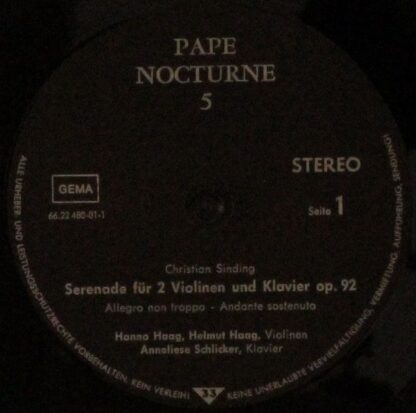 PAPE
NOCTURNE
5
STEREO
GEMA
66.22 480-01-1
Seite 1
Christian Sinding
Serenade für 2 Violinen und Klavier op. 92
Allegro non troppo - Andante sostenuto
Hanno Haag, Helmut Haag, Violinen
Anneliese Schlicker, Klavier
ALLE URHEBER- UND LEISTUNGSSCHUTZRECHTE VORBEHALTEN. KEIN VERLEIH!
33
KEINE UNERLAUBTE VERVIELFÄLTIGUNG, VERMIETUNG, AUFFÜHRUNG, SENDUNG!